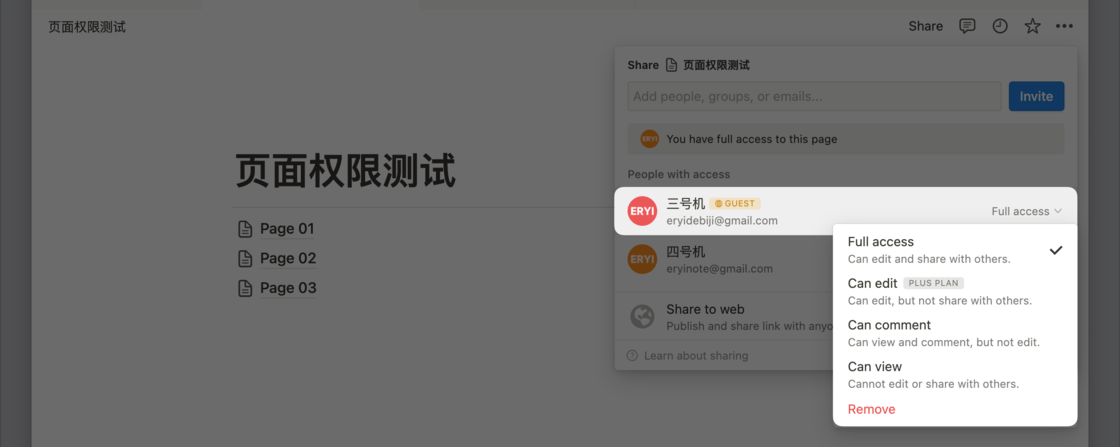 页面权限测试
Share
Share 页面权限测试
Add people, groups, or emails...
Invite
ERYI You have full access to this page
People with access
页面权限测试
Page 01
Page 02
Page 03
ERYI 三号机 GUEST
eryidebiji@gmail.com
Full access
ERYI 四号机
eryinote@gmail.com
Share to web
Publish and share link with anyo
Learn about sharing
Full access
Can edit and share with others.
Can edit PLUS PLAN
Can edit, but not share with others.
Can comment
Can view and comment, but not edit.
Can view
Cannot edit or share with others.
Remove